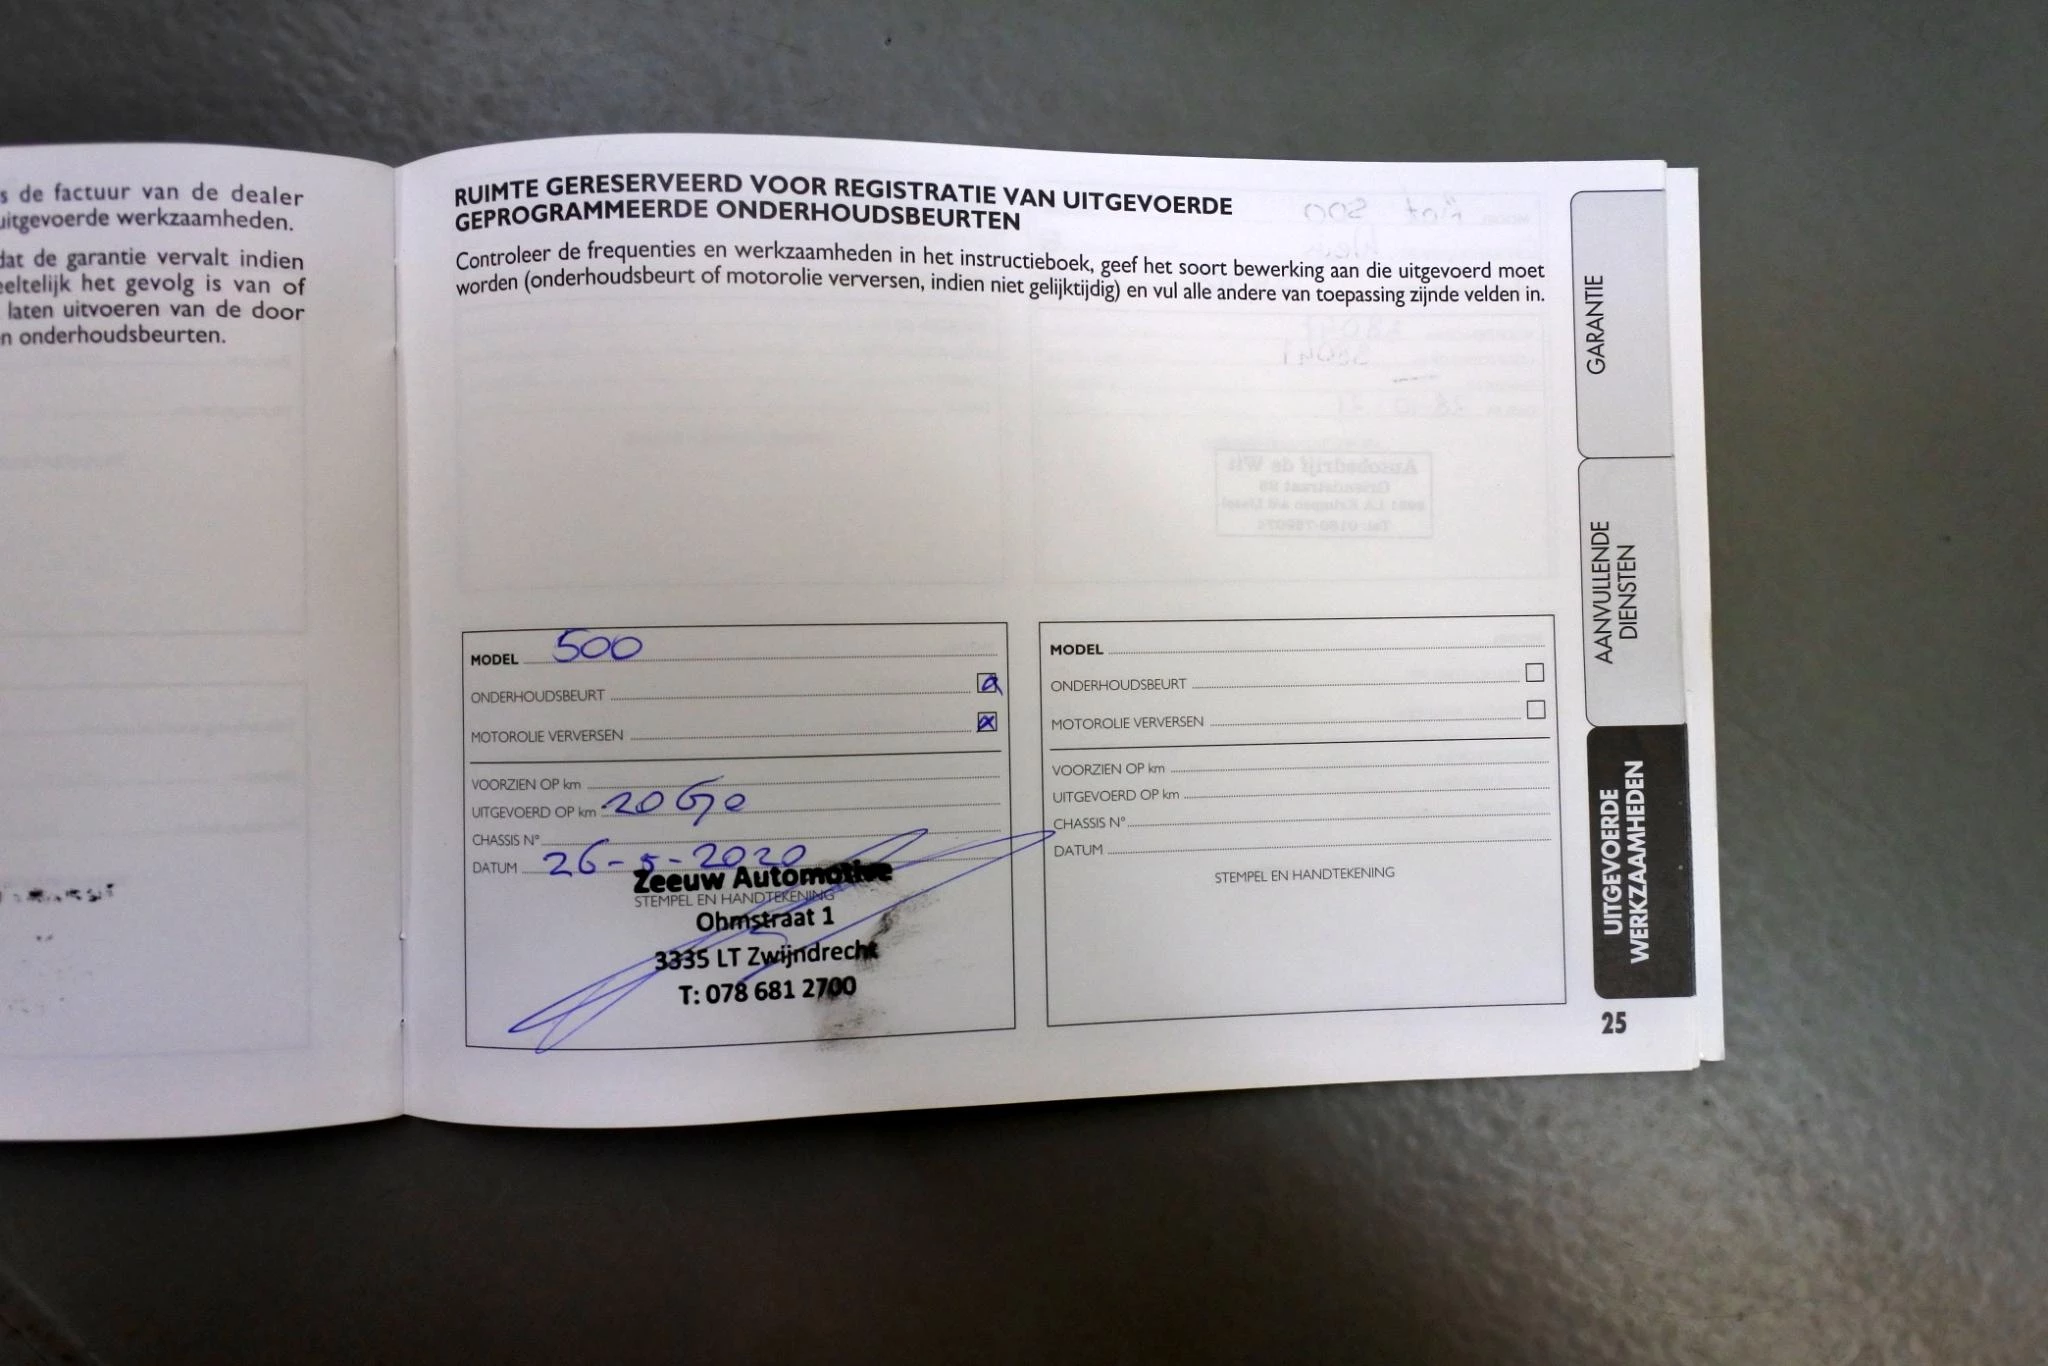 s de factuur van de dealer
uitgevoerde werkzaamheden.
dat de garantie vervalt indien
eeltelijk het gevolg is van of
laten uitvoeren van de door
n onderhoudsbeurten.
RUIMTE GERESERVEERD VOOR REGISTRATIE VAN UITGEVOERDE
GEPROGRAMMEERDE ONDERHOUDSBEURTEN
Controleer de frequenties en werkzaamheden in het instructieboek, geef het soort bewerking aan die uitgevoerd moet
worden (onderhoudsbeurt of motorolie verversen, indien niet gelijktijdig) en vul alle andere van toepassing zijnde velden in.
MODEL 500
ONDERHOUDSBEURT
MOTOROLIE VERVERSEN
VOORZIEN OP km
UITGEVOERD OP km
CHASSIS N°
DATUM 26-5-2020
Zeeuw Automotive
STEMPEL EN HANDTEKENING
Ohmstraat 1
3335 LT Zwijndrecht
T: 078 681 2700
MODEL
ONDERHOUDSBEURT
MOTOROLIE VERVERSEN
VOORZIEN OP km
UITGEVOERD OP km
CHASSIS N°
DATUM
STEMPEL EN HANDTEKENING
GARANTIE
AANVULLENDE
DIENSTEN
UITGEVOERDE
WERKZAAMHEDEN
25